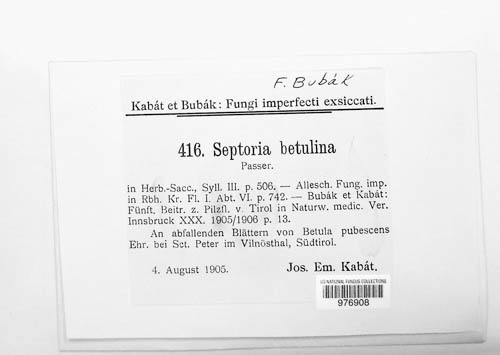 F. Bubák
Kabát et Bubák: Fungi imperfecti exsiccati.
416. Septoria betulina
Passer.
in Herb.-Sacc., Syll. III. p. 506. — Allesch. Fung. imp.
in Rbh. Kr. Fl. I. Abt. VI. p. 742. — Bubák et Kabát:
Fünft. Beitr. z. Pilzfl. v. Tirol in Naturw. medic. Ver.
Innsbruck XXX. 1905/1906 p. 13.
An abfallenden Blättern von Betula pubescens
Ehr. bei Sct. Peter im Vilnösthal, Südtirol.
4. August 1905.
Jos. Em. Kabát.
US NATIONAL FUNGUS COLLECTIONS
976908